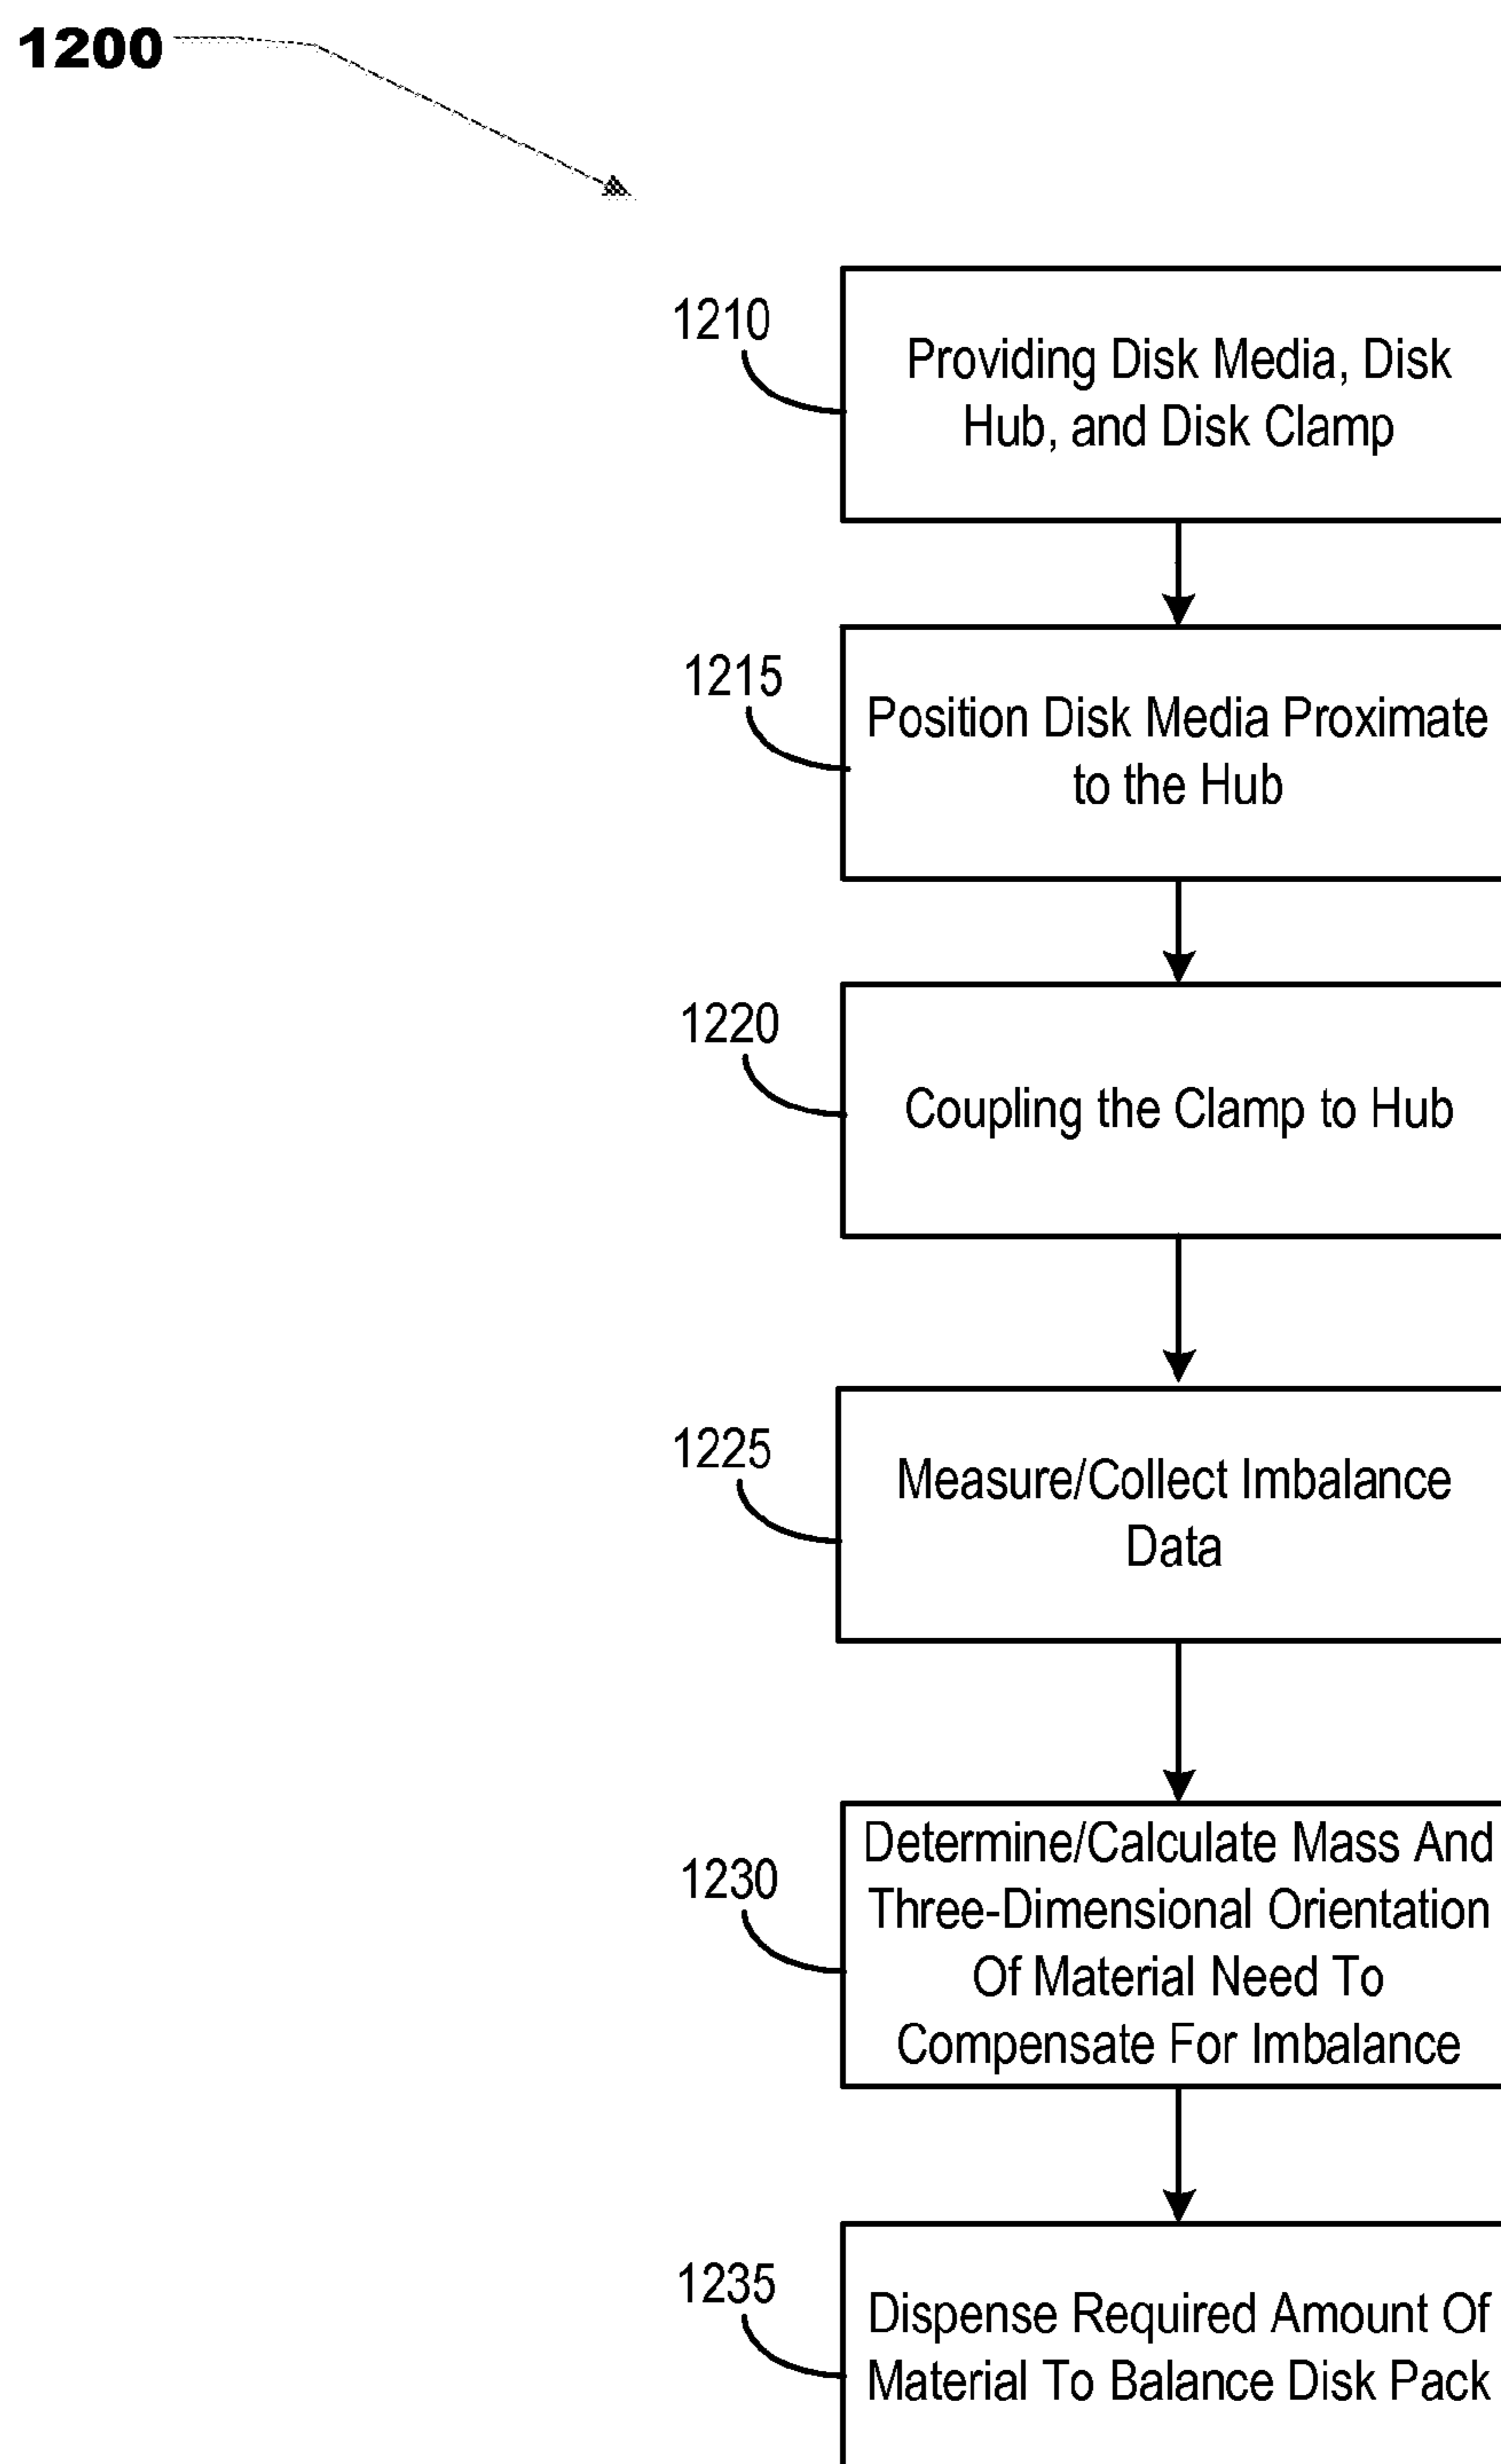 1200
1210
Providing Disk Media, Disk
Hub, and Disk Clamp
1215
Position Disk Media Proximate
to the Hub
1220
Coupling the Clamp to Hub
1225
Measure/Collect Imbalance
Data
1230
Determine/Calculate Mass And
Three-Dimensional Orientation
Of Material Need To
Compensate For Imbalance
1235
Dispense Required Amount Of
Material To Balance Disk Pack